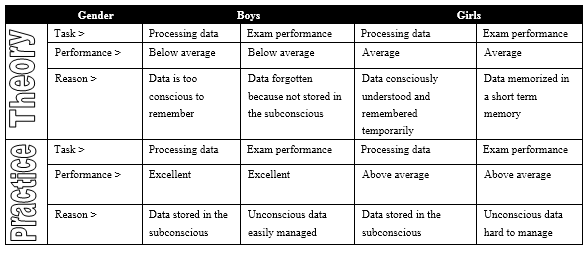 Gender Boys Girls
Theory
Task > Processing data Exam performance Processing data Exam performance
Performance > Below average Below average Average Average
Reason > Data is too Data forgotten Data consciously Data memorized in
conscious to because not stored in understood and a short term
remember the subconscious remembered memory
temporarily
Practice
Task > Processing data Exam performance Processing data Exam performance
Performance > Excellent Excellent Above average Above average
Reason > Data stored in the Unconscious data Data stored in the Unconscious data
subconscious easily managed subconscious hard to manage